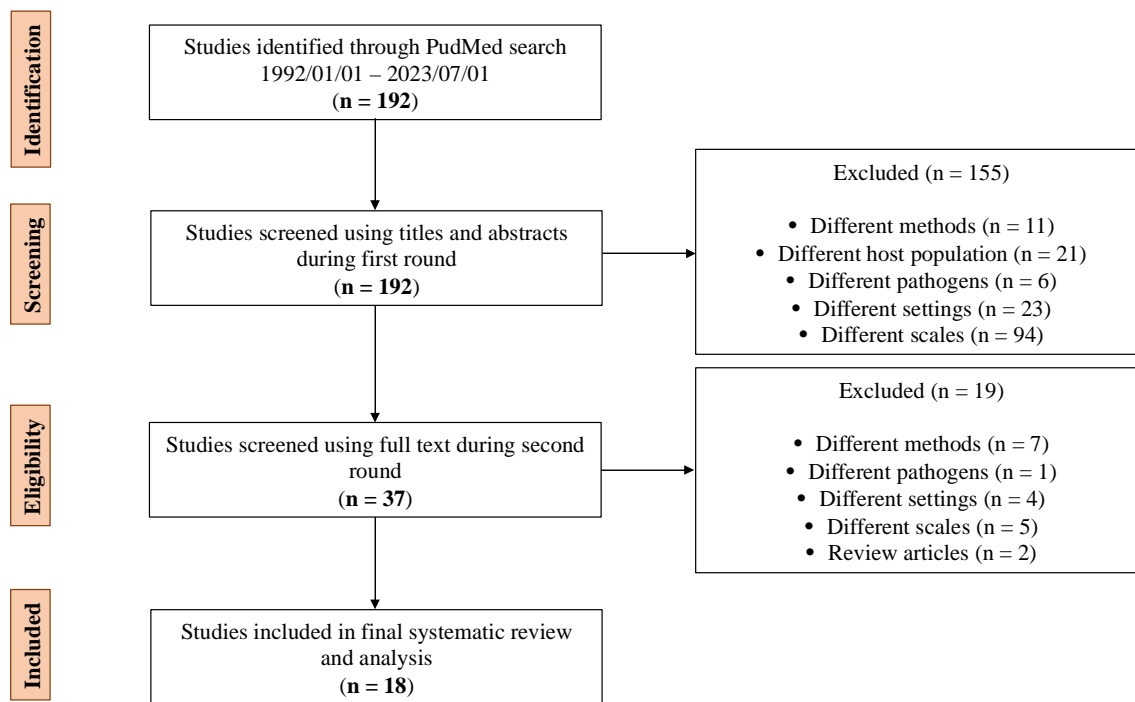 Identification
Studies identified through PudMed search
1992/01/01 – 2023/07/01
(n = 192)
Screening
Studies screened using titles and abstracts
during first round
(n = 192)
Excluded (n = 155)
• Different methods (n = 11)
• Different host population (n = 21)
• Different pathogens (n = 6)
• Different settings (n = 23)
• Different scales (n = 94)
Eligibility
Studies screened using full text during second
round
(n = 37)
Excluded (n = 19)
• Different methods (n = 7)
• Different pathogens (n = 1)
• Different settings (n = 4)
• Different scales (n = 5)
• Review articles (n = 2)
Included
Studies included in final systematic review
and analysis
(n = 18)